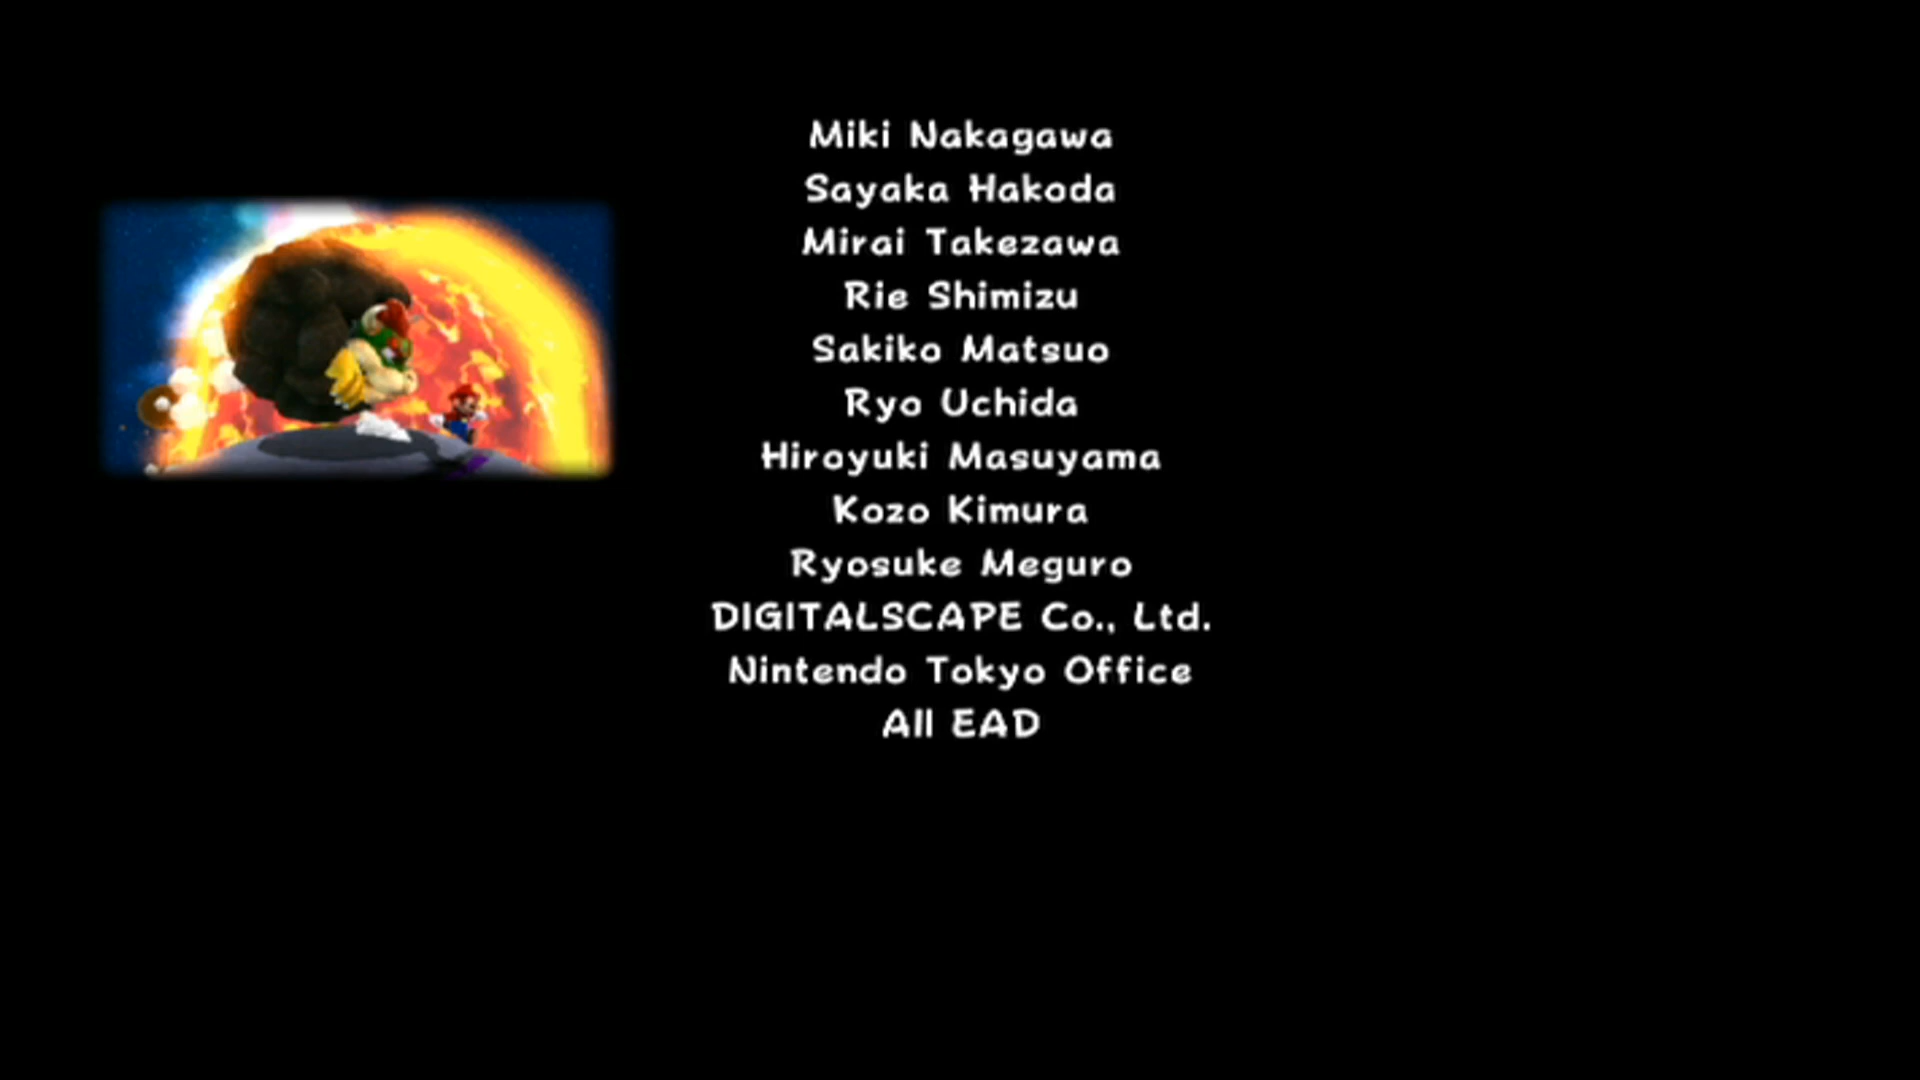 Miki Nakagawa
Sayaka Hakoda
Mirai Takezawa
Rie Shimizu
Sakiko Matsuo
Ryo Uchida
Hiroyuki Masuyama
Kozo Kimura
Ryosuke Meguro
DIGITALSCAPE Co., Ltd.
Nintendo Tokyo Office
All EAD